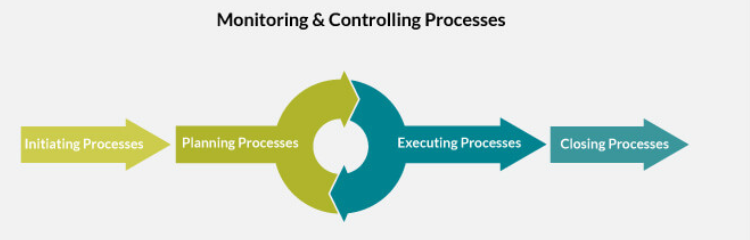 Monitoring & Controlling Processes
Initiating Processes
Planning Processes
Executing Processes
Closing Processes